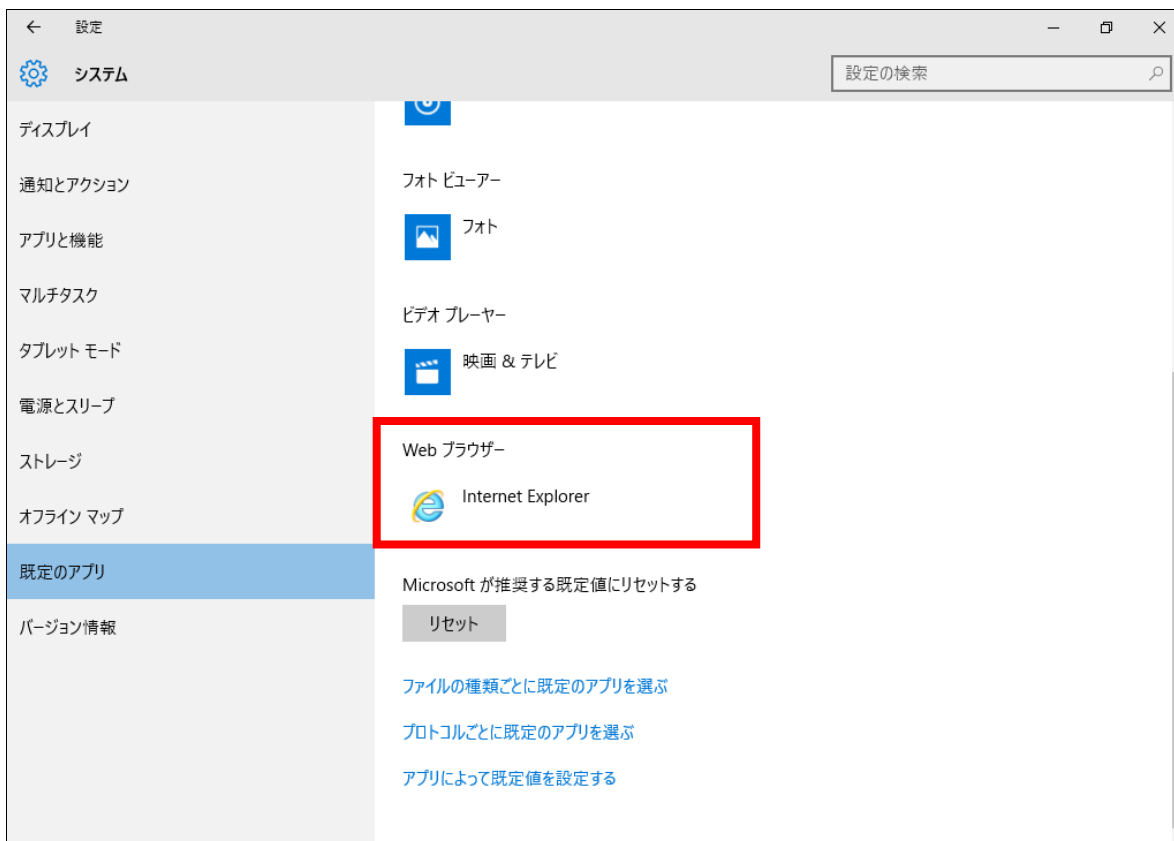 設定
システム
設定の検索
ディスプレイ
通知とアクション
アプリと機能
マルチタスク
タブレット モード
電源とスリープ
ストレージ
オフライン マップ
既定のアプリ
バージョン情報
フォト ビューアー
フォト
ビデオ プレーヤー
映画 & テレビ
Web ブラウザー
Internet Explorer
Microsoft が推奨する既定値にリセットする
リセット
ファイルの種類ごとに既定のアプリを選ぶ
プロトコルごとに既定のアプリを選ぶ
アプリによって既定値を設定する